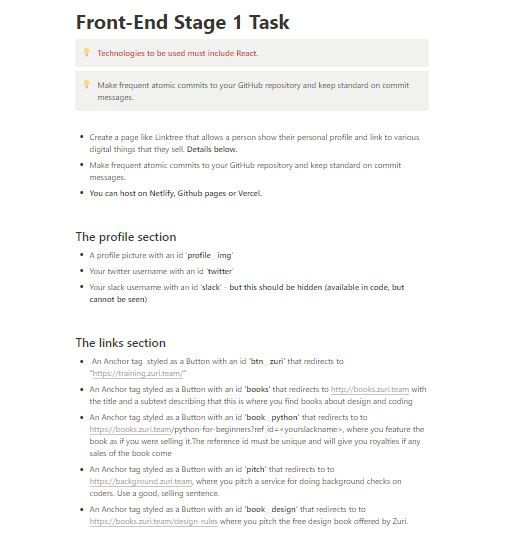 Front-End Stage 1 Task
Technologies to be used must include React.
Make frequent atomic commits to your GitHub repository and keep standard on commit
messages.
Create a page like Linktree that allows a person show their personal profile and link to various
digital things that they sell. Details below.
Make frequent atomic commits to your GitHub repository and keep standard on commit
messages.
You can host on Netlify, Github pages or Vercel.
The profile section
A profile picture with an id 'profile__img'
Your twitter username with an id 'twitter'
Your slack username with an id 'slack' - but this should be hidden (available in code, but
cannot be seen)
The links section
An Anchor tag styled as a Button with an id 'btn__zuri' that redirects to
"https://training.zuri.team/"
An Anchor tag styled as a Button with an id 'books' that redirects to http://books.zuri.team with
the title and a subtext describing that this is where you find books about design and coding
An Anchor tag styled as a Button with an id 'book__python' that redirects to to
https://books.zuri.team/python-for-beginners?ref_id=<yourslackname>, where you feature the
book as if you were selling it.The reference id must be unique and will give you royalties if any
sales of the book come
An Anchor tag styled as a Button with an id 'pitch' that redirects to to
https://background.zuri.team, where you pitch a service for doing background checks on
coders. Use a good, selling sentence.
An Anchor tag styled as a Button with an id 'book__design' that redirects to to
https://books.zuri.team/design-rules where you pitch the free design book offered by Zuri.